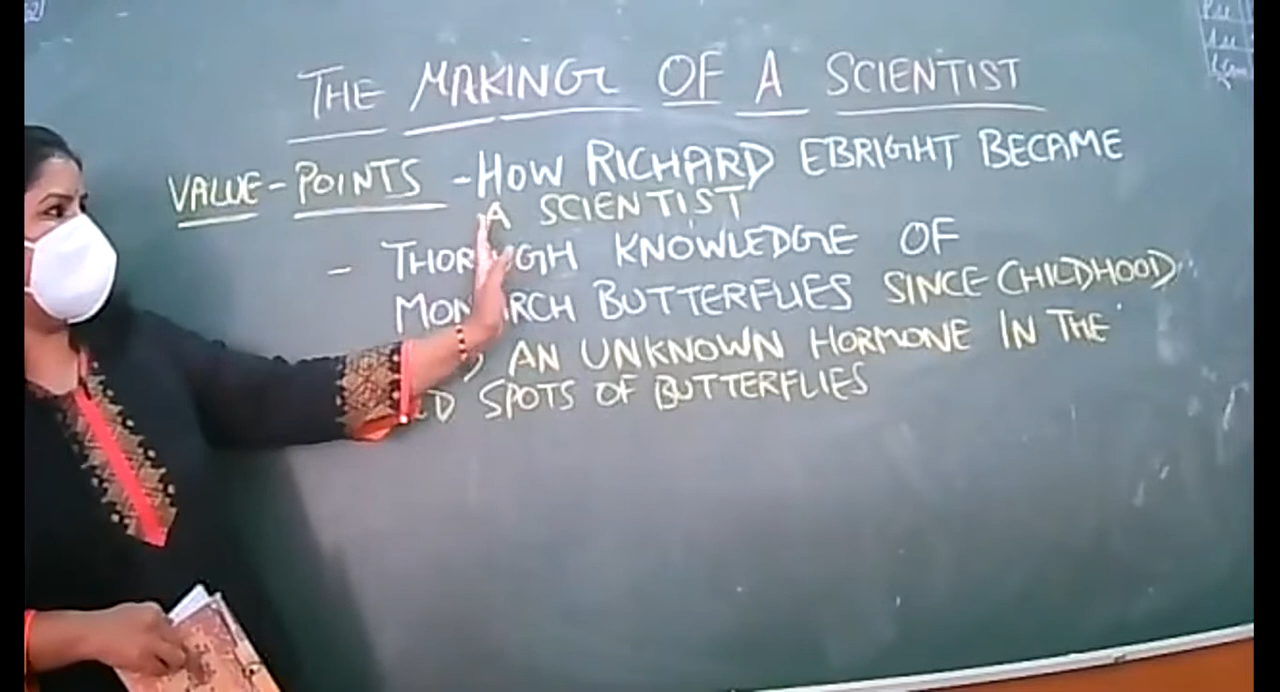 THE MAKING OF A SCIENTIST
VALUE-POINTS - HOW RICHARD EBRIGHT BECAME
A SCIENTIST
- THOROUGH KNOWLEDGE OF
MONARCH BUTTERFLIES SINCE CHILDHOOD
, AN UNKNOWN HORMONE IN THE
SPOTS OF BUTTERFLIES